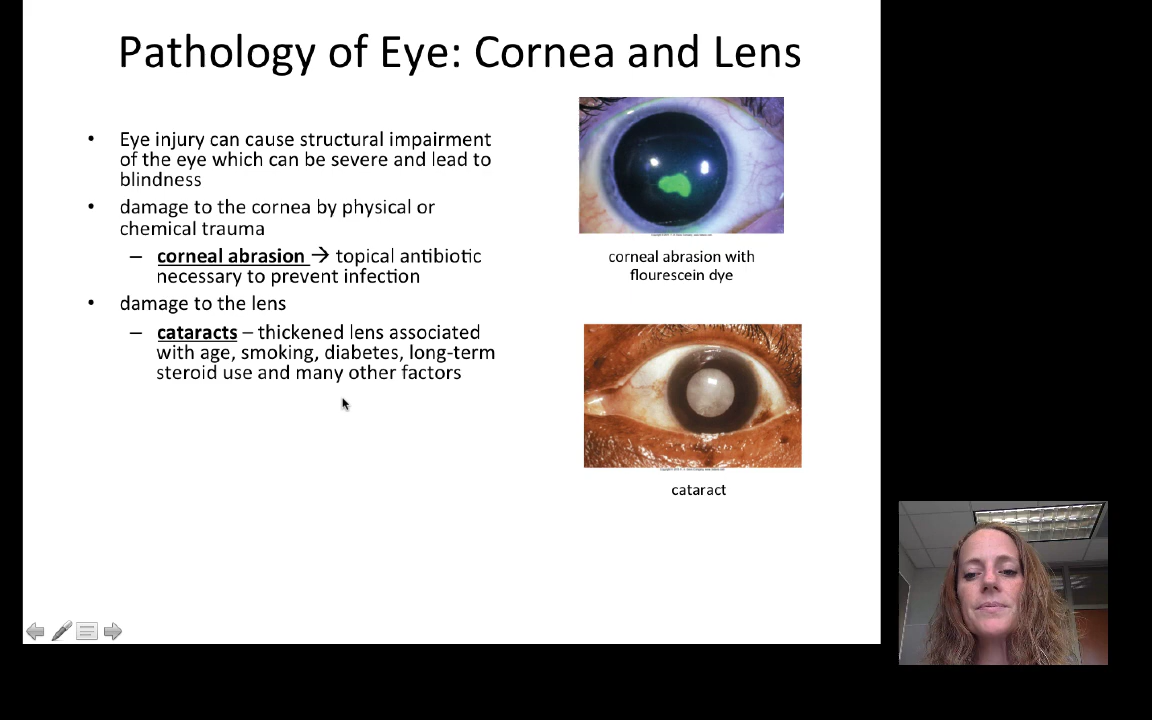 Pathology of Eye: Cornea and Lens
• Eye injury can cause structural impairment
of the eye which can be severe and lead to
blindness
• damage to the cornea by physical or
chemical trauma
– corneal abrasion → topical antibiotic
necessary to prevent infection
• damage to the lens
– cataracts – thickened lens associated
with age, smoking, diabetes, long-term
steroid use and many other factors
corneal abrasion with
flourescein dye
cataract